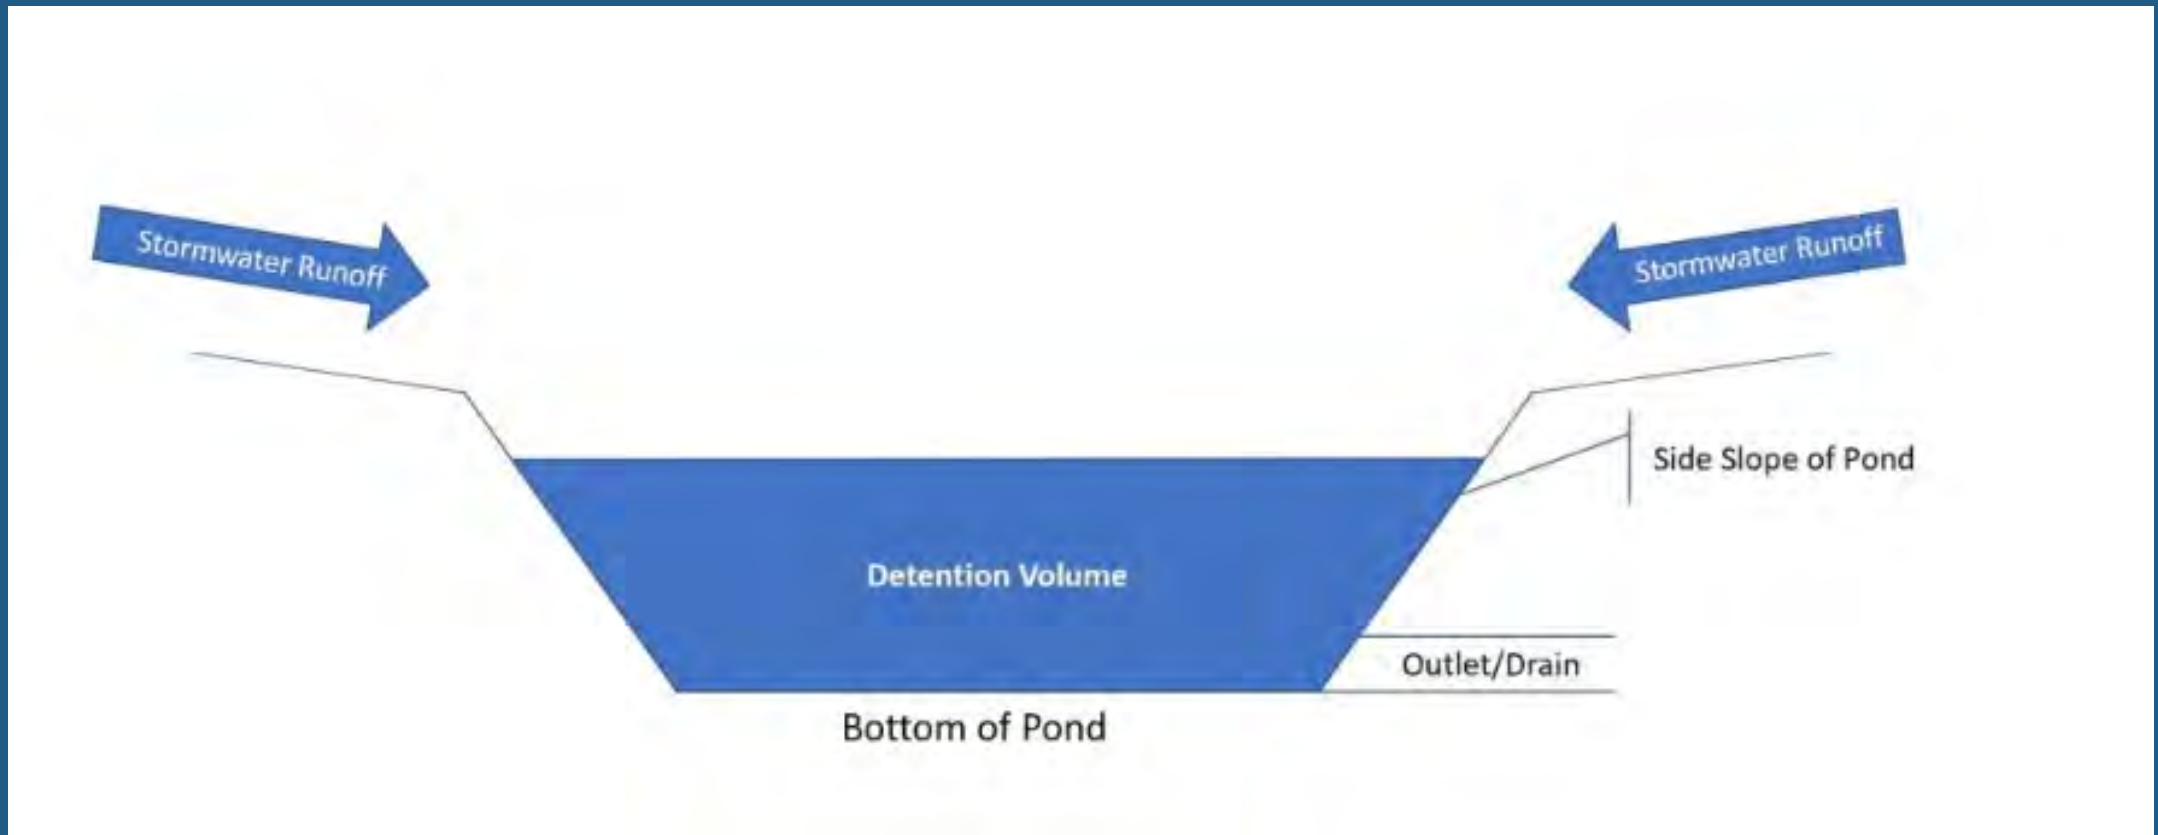 Stormwater Runoff
Stormwater Runoff
Side Slope of Pond
Detention Volume
Outlet/Drain
Bottom of Pond